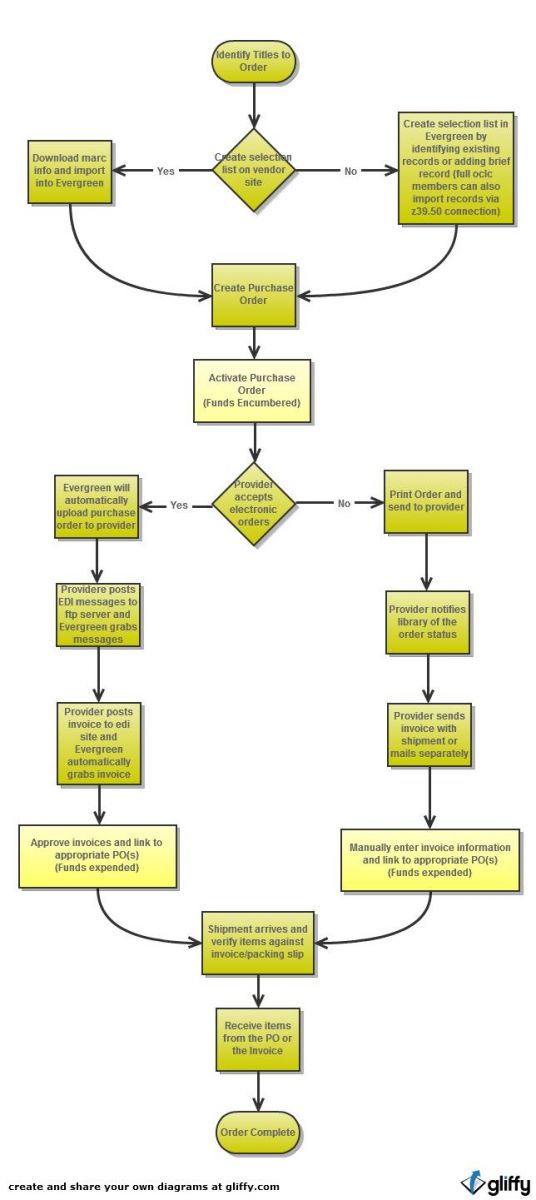 Identify Titles to
Order
Create selection
list on vendor
site
Yes
No
Download marc
info and import
into Evergreen
Create selection list in
Evergreen by
identifying existing
records or adding brief
record (full oclc
members can also
import records via
z39.50 connection)
Create Purchase
Order
Activate Purchase
Order
(Funds Encumbered)
Provider
accepts
electronic
orders
Yes
No
Evergreen will
automatically
upload purchase
order to provider
Print Order and
send to provider
Providere posts
EDI messages to
ftp server and
Evergreen grabs
messages
Provider notifies
library of the
order status
Provider posts
invoice to edi
site and
Evergreen
automatically
grabs invoice
Provider sends
invoice with
shipment or
mails separately
Approve invoices and link to
appropriate PO(s)
(Funds expended)
Manually enter invoice information
and link to appropriate PO(s)
(Funds expended)
Shipment arrives and
verify items against
invoice/packing slip
Receive items
from the PO or
the Invoice
Order Complete
create and share your own diagrams at gliffy.com
gliffy